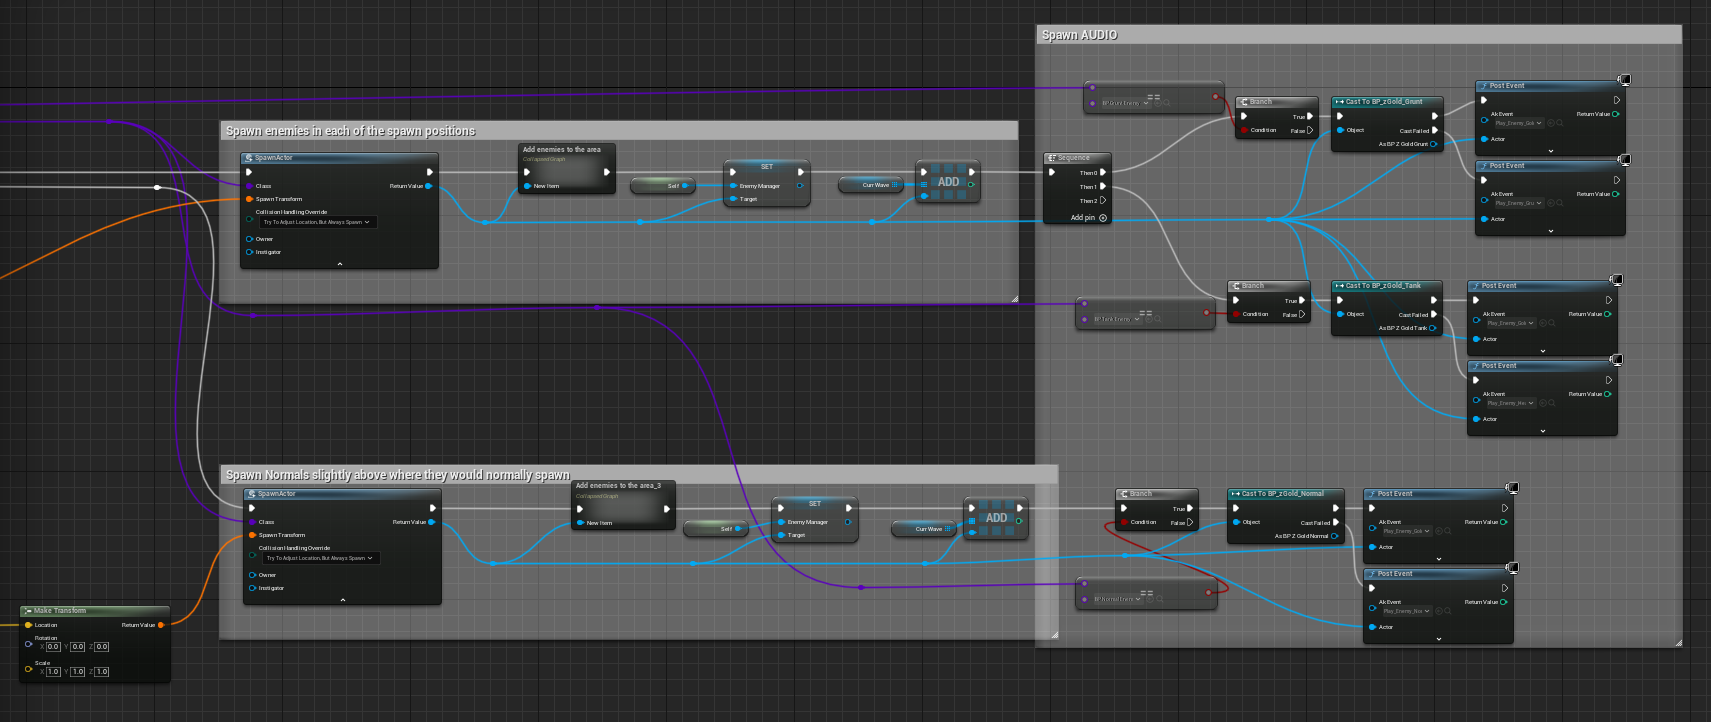 Spawn AUDIO
Spawn enemies in each of the spawn positions
SpawnActor
Class
Return Value
Spawn Transform
Collision Handling Override
Try To Adjust Location, But Always Spawn
Owner
Instigator
Add enemies to the area
Collapsed Graph
New Item
Self
SET
Enemy Manager
Target
Curr Wave
ADD
Sequence
Then 0
Then 1
Then 2
Add pin
BP Grunt Enemy
==
Branch
True
Condition
False
Cast To BP_zGold_Grunt
Object
Cast Failed
As BP Z Gold Grunt
Post Event
Ak Event
Return Value
Actor
Post Event
Ak Event
Return Value
Actor
BP Tank Enemy
==
Branch
True
Condition
False
Cast To BP_zGold_Tank
Object
Cast Failed
As BP Z Gold Tank
Post Event
Ak Event
Return Value
Actor
Post Event
Ak Event
Return Value
Actor
Spawn Normals slightly above where they would normally spawn
SpawnActor
Class
Return Value
Spawn Transform
Collision Handling Override
Try To Adjust Location, But Always Spawn
Owner
Instigator
Add enemies to the area_3
Collapsed Graph
New Item
Self
SET
Enemy Manager
Target
Curr Wave
ADD
Branch
True
Condition
False
Cast To BP_zGold_Normal
Object
Cast Failed
As BP Z Gold Normal
BP Normal Enemy
==
Post Event
Ak Event
Return Value
Actor
Post Event
Ak Event
Return Value
Actor
Make Transform
Location
Return Value
Rotation
X 0.0 Y 0.0 Z 0.0
Scale
X 1.0 Y 1.0 Z 1.0